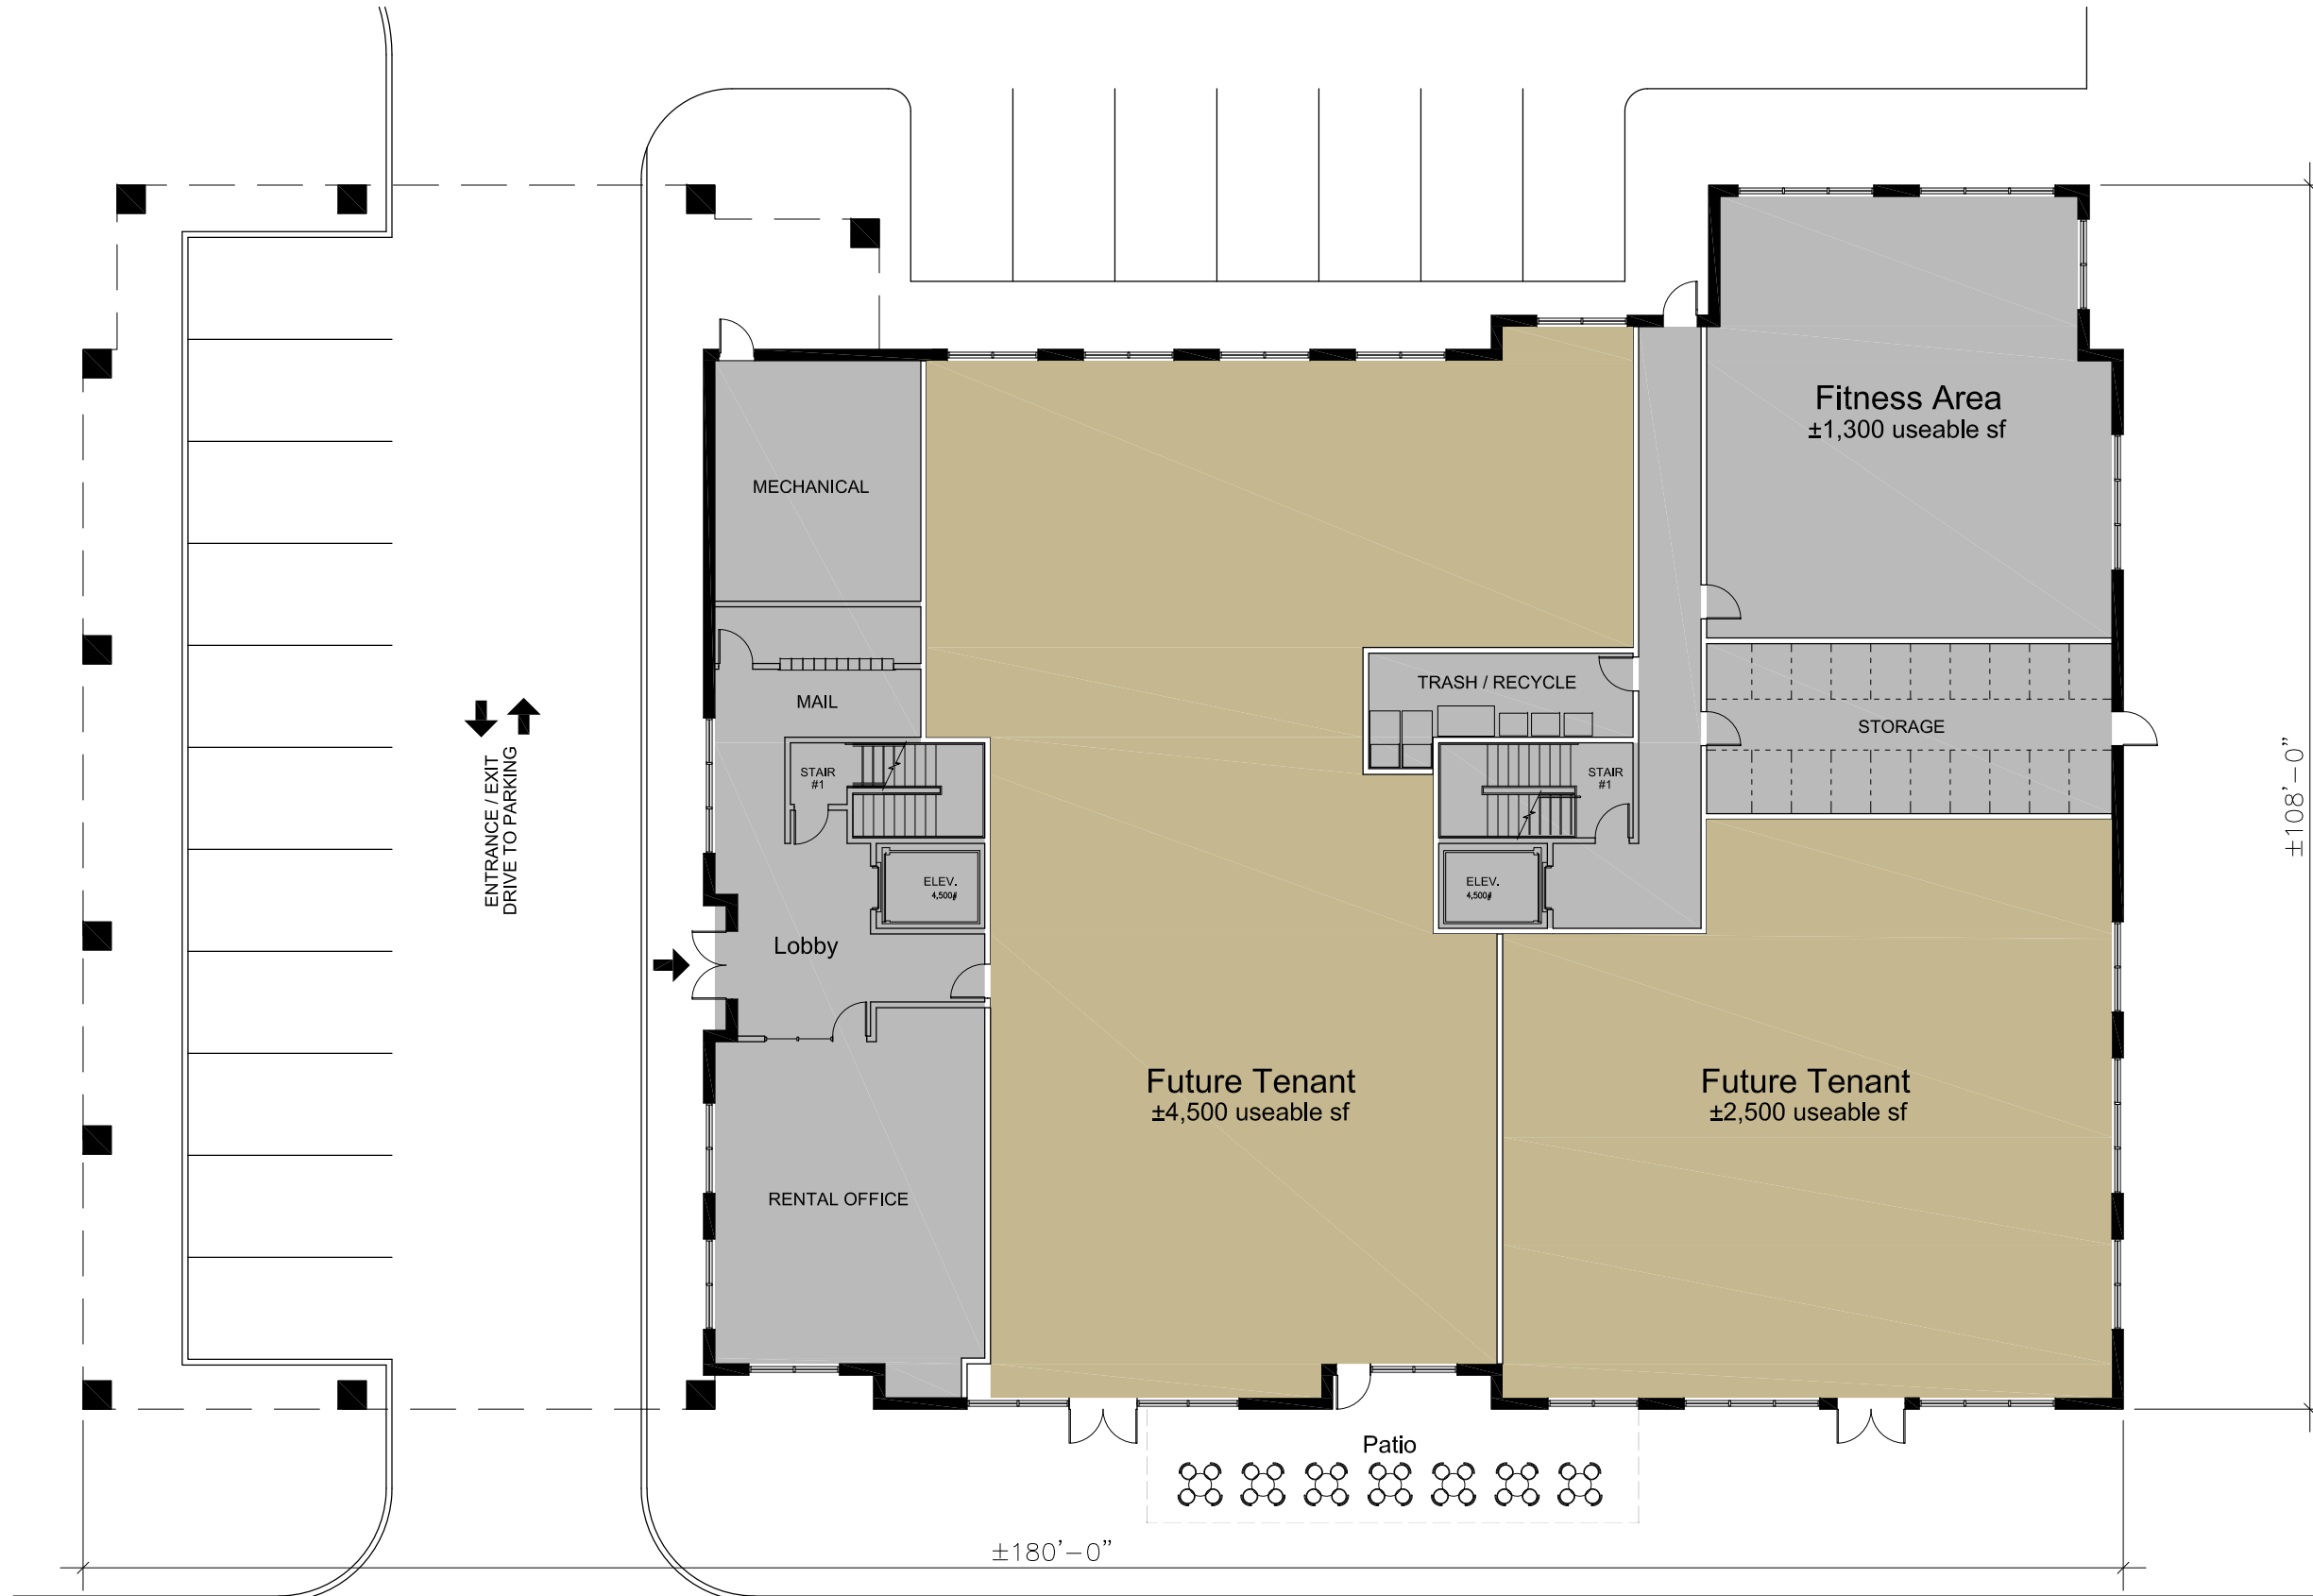 Fitness Area
±1,300 useable sf
MECHANICAL
TRASH / RECYCLE
MAIL
STORAGE
STAIR
#1
STAIR
#1
ENTRANCE / EXIT
DRIVE TO PARKING
±108'-0"
ELEV.
4,500#
ELEV.
4,500#
Lobby
Future Tenant
±4,500 useable sf
Future Tenant
±2,500 useable sf
RENTAL OFFICE
Patio
±180'-0"